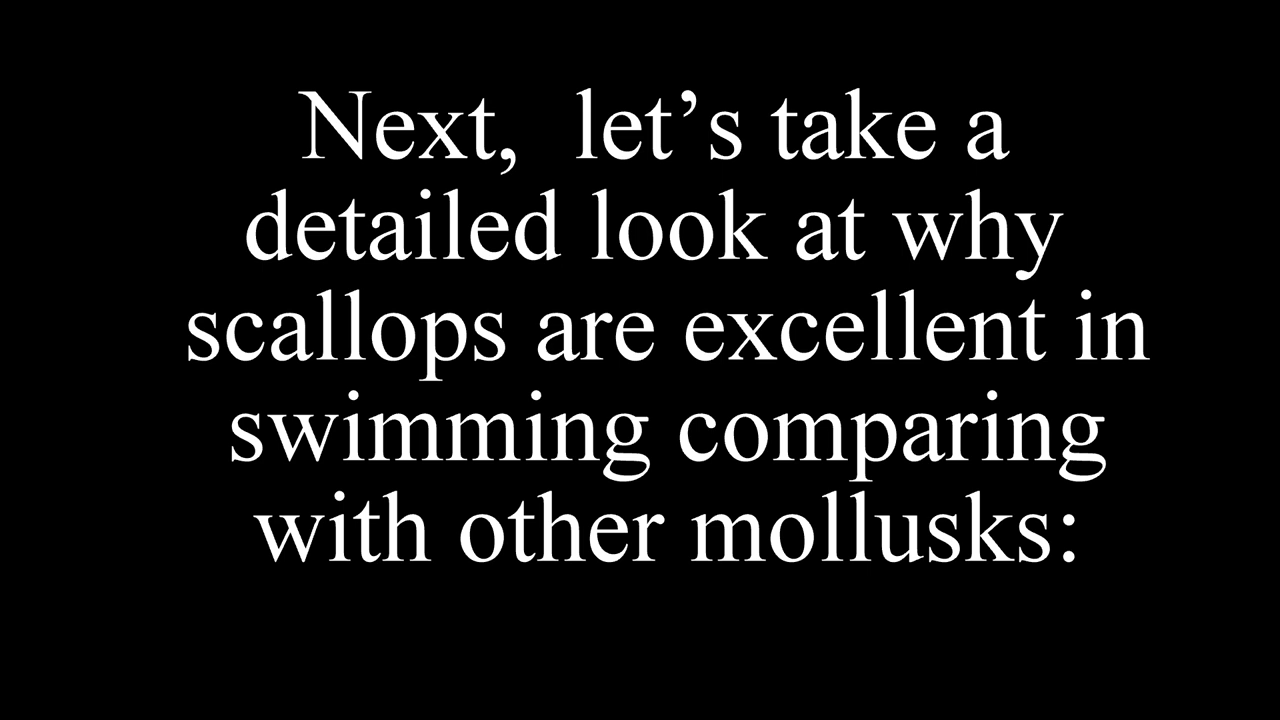 Next,  let’s take a
detailed look at why
scallops are excellent in
swimming comparing
with other mollusks: